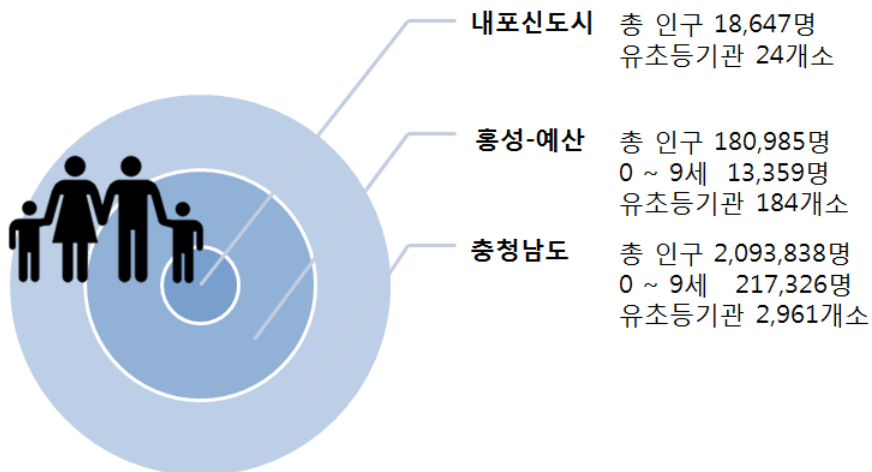 내포신도시 총 인구 18,647명
유초등기관 24개소
홍성-예산 총 인구 180,985명
0 ~ 9세 13,359명
유초등기관 184개소
충청남도 총 인구 2,093,838명
0 ~ 9세 217,326명
유초등기관 2,961개소